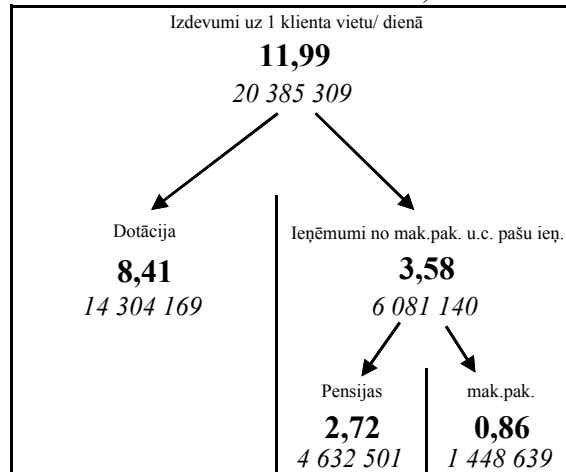 Izdevumi uz 1 klienta vietu/ dienā
11,99
20 385 309
Dotācija
8,41
14 304 169
Ieņēmumi no mak.pak. u.c. pašu ieņ.
3,58
6 081 140
Pensijas
2,72
4 632 501
mak.pak.
0,86
1 448 639